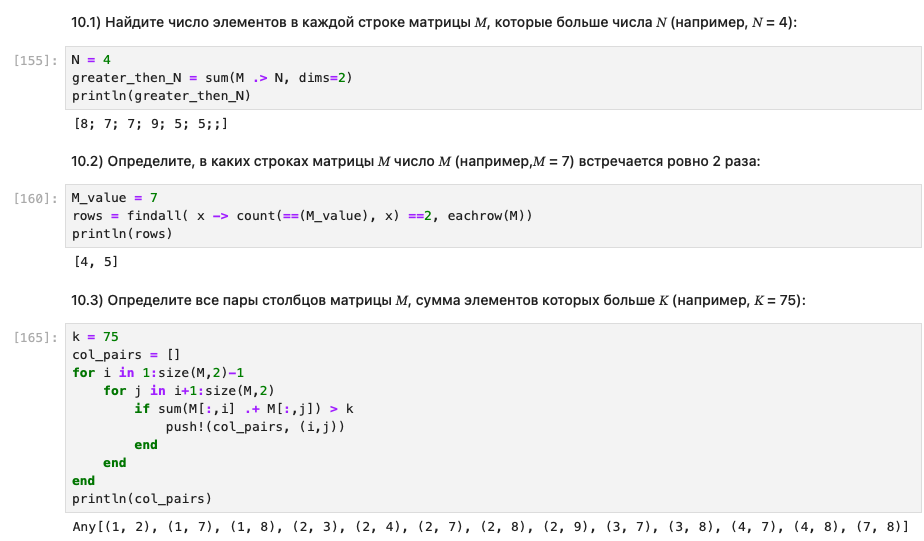 10.1) Найдите число элементов в каждой строке матрицы M, которые больше числа N (например, N = 4):
[155]: N = 4
greater_then_N = sum(M .> N, dims=2)
println(greater_then_N)
[8; 7; 7; 9; 5; 5;;]
10.2) Определите, в каких строках матрицы M число M (например,M = 7) встречается ровно 2 раза:
[160]: M_value = 7
rows = findall( x -> count(==(M_value), x) ==2, eachrow(M))
println(rows)
[4, 5]
10.3) Определите все пары столбцов матрицы M, сумма элементов которых больше K (например, K = 75):
[165]: k = 75
col_pairs = []
for i in 1:size(M,2)-1
    for j in i+1:size(M,2)
        if sum(M[:,i] .+ M[:,j]) > k
            push!(col_pairs, (i,j))
        end
    end
end
println(col_pairs)
Any[(1, 2), (1, 7), (1, 8), (2, 3), (2, 4), (2, 7), (2, 8), (2, 9), (3, 7), (3, 8), (4, 7), (4, 8), (7, 8)]